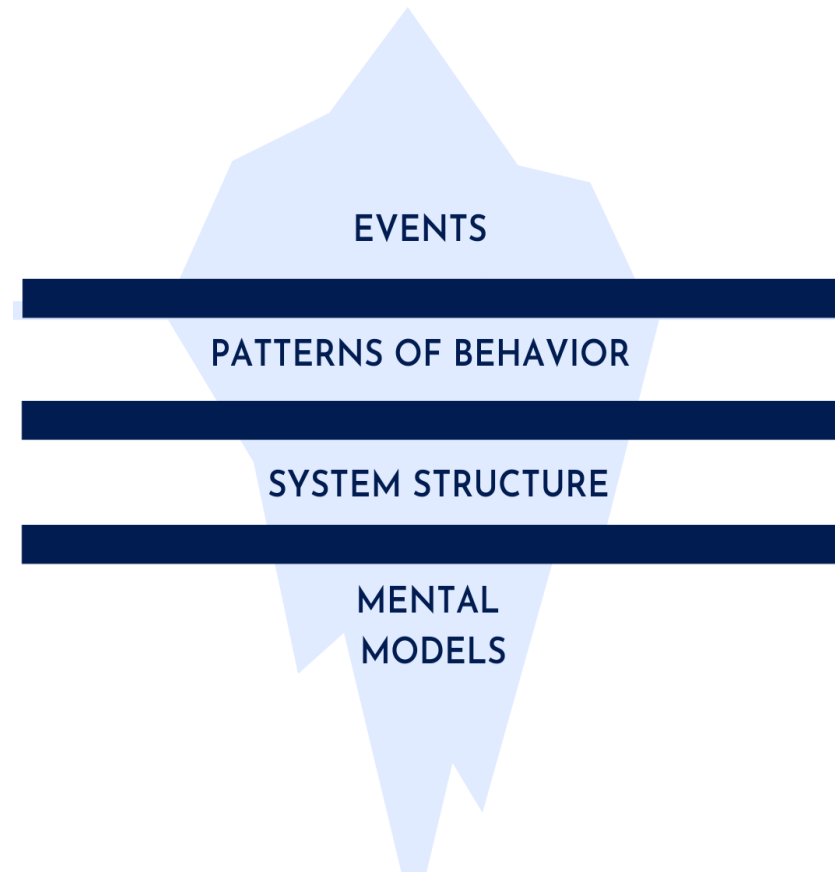 EVENTS
PATTERNS OF BEHAVIOR
SYSTEM STRUCTURE
MENTAL
MODELS